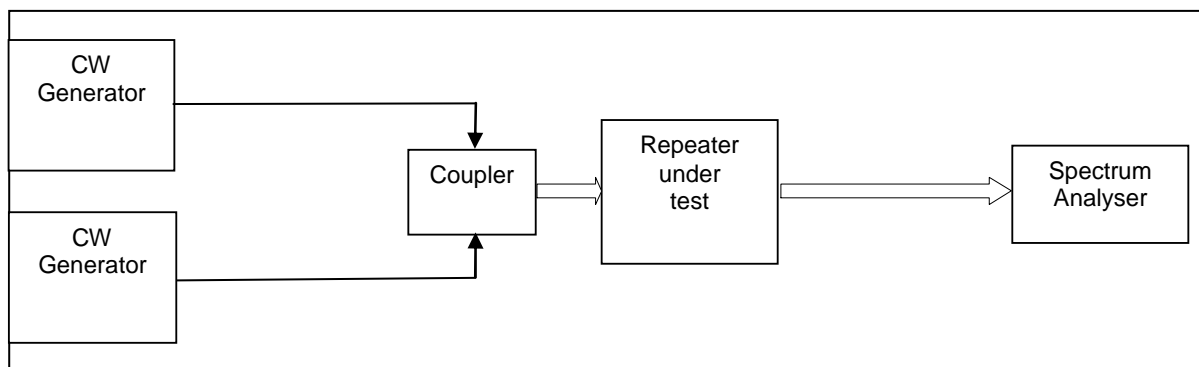 CW
Generator
CW
Generator
Coupler
Repeater
under
test
Spectrum
Analyser